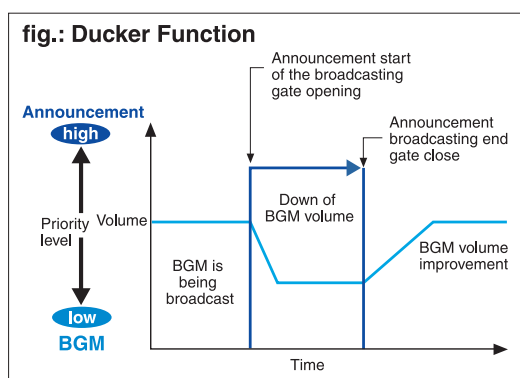 fig.: Ducker Function
Announcement start
of the broadcasting
gate opening
Announcement
high
Announcement
broadcasting end
gate close
Priority
level
Volume
Down of
BGM volume
BGM is
being
broadcast
BGM volume
improvement
low
BGM
Time